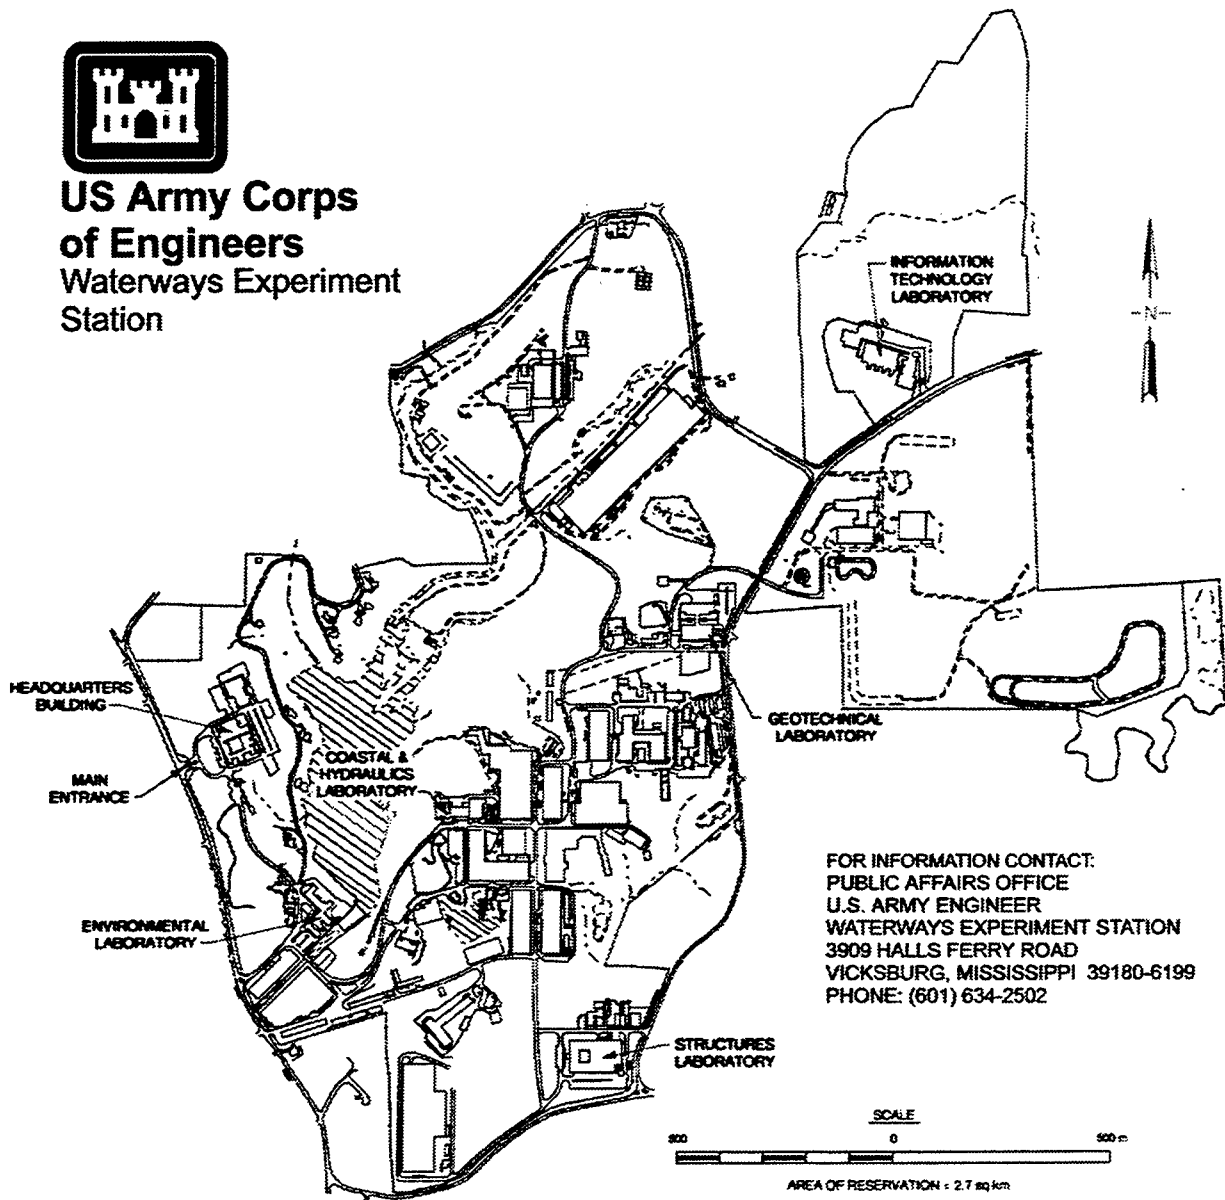 US Army Corps
of Engineers
Waterways Experiment
Station
INFORMATION
TECHNOLOGY
LABORATORY
-N-
HEADQUARTERS
BUILDING
MAIN
ENTRANCE
COASTAL &
HYDRAULICS
LABORATORY
GEOTECHNICAL
LABORATORY
ENVIRONMENTAL
LABORATORY
STRUCTURES
LABORATORY
FOR INFORMATION CONTACT:
PUBLIC AFFAIRS OFFICE
U.S. ARMY ENGINEER
WATERWAYS EXPERIMENT STATION
3909 HALLS FERRY ROAD
VICKSBURG, MISSISSIPPI 39180-6199
PHONE: (601) 634-2502
SCALE
500 0 500 m
AREA OF RESERVATION = 2.7 sq km